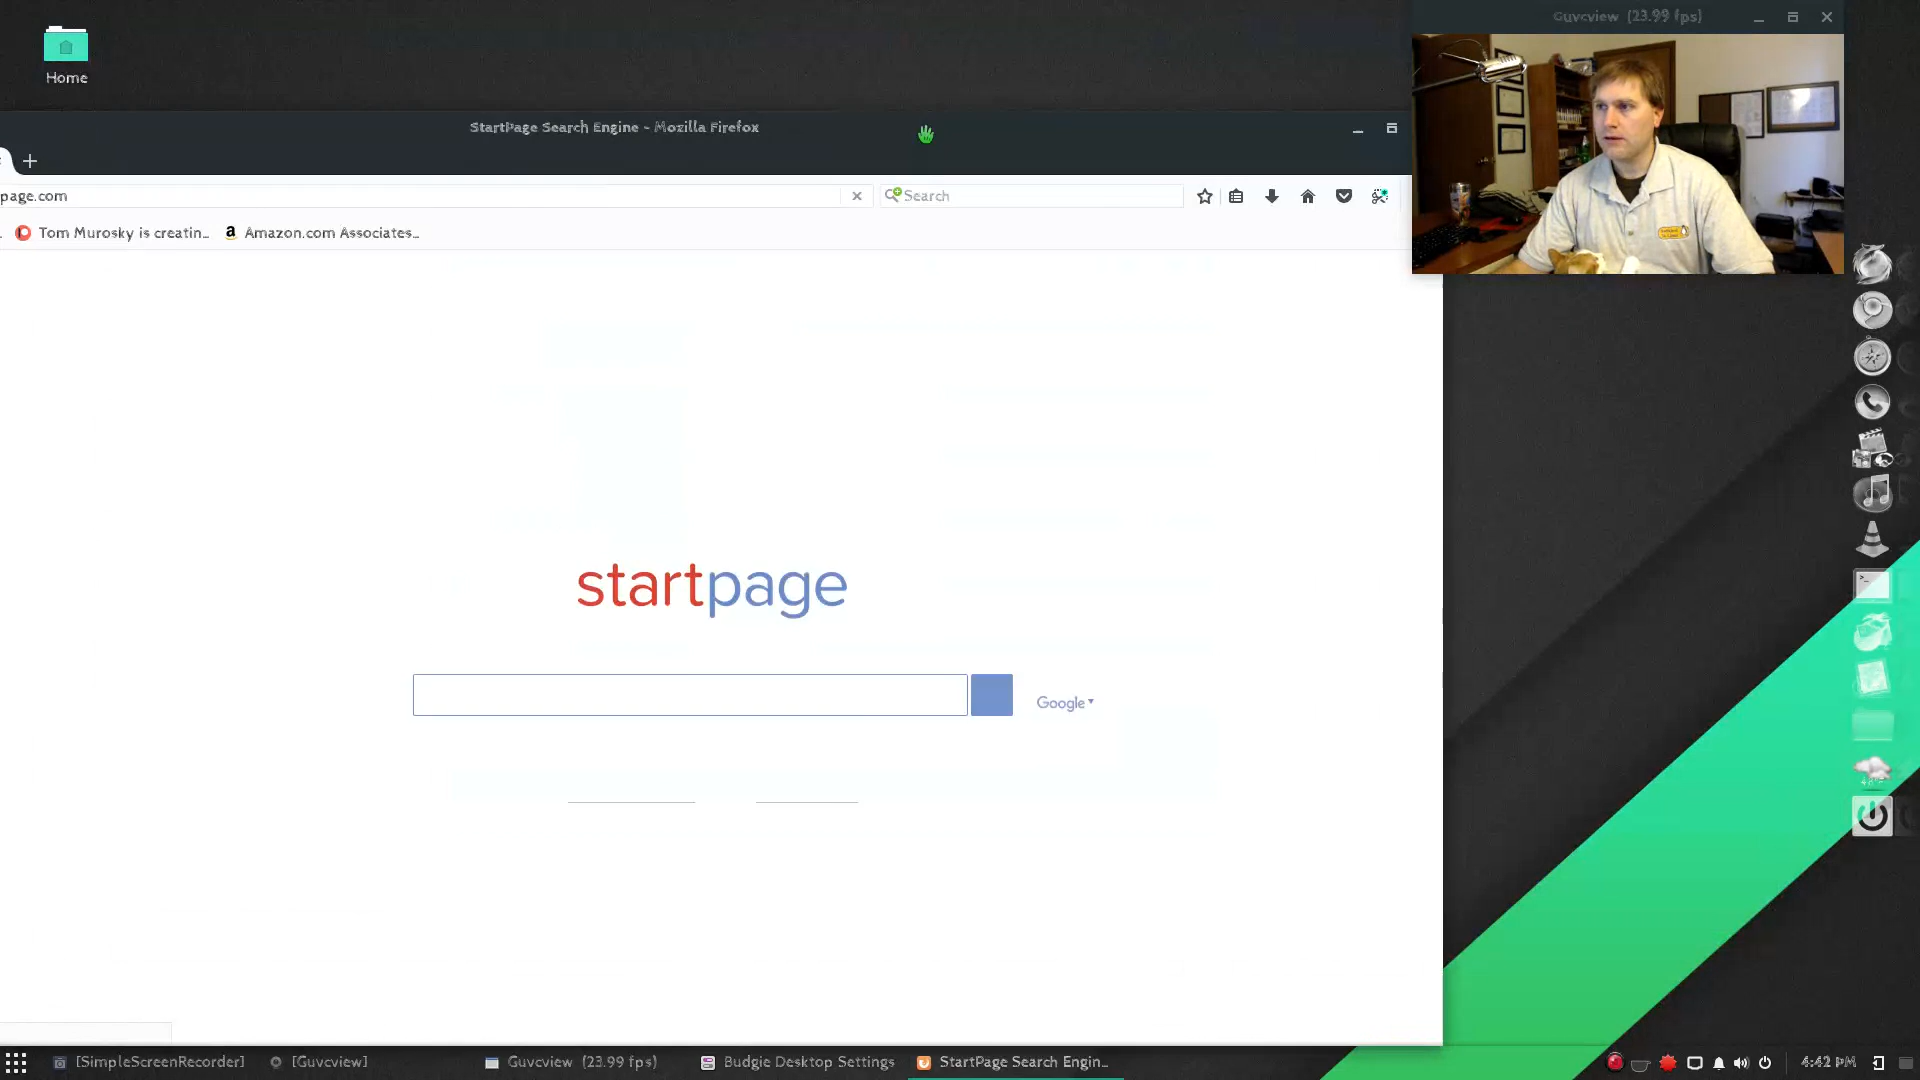 Guvcview (23.99 fps)
Home
StartPage Search Engine - Mozilla Firefox
page.com
Search
Tom Murosky is creatin...
Amazon.com Associates...
startpage
Google
[SimpleScreenRecorder]
[Guvcview]
Guvcview (23.99 fps)
Budgie Desktop Settings
StartPage Search Engin...
4:42 PM